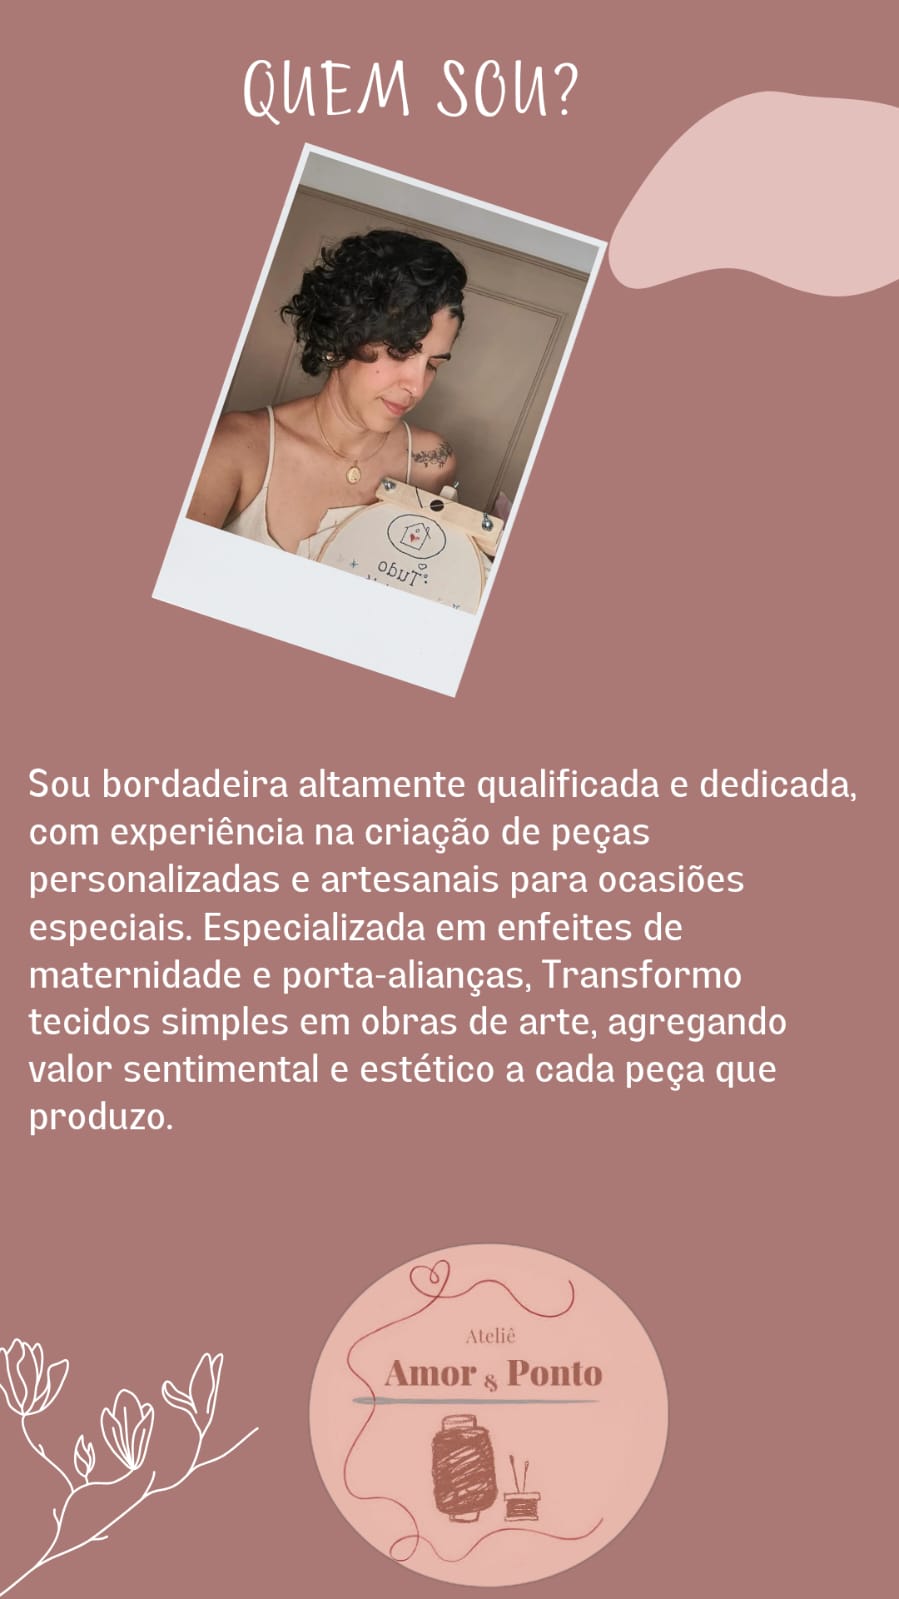 QUEM SOU?
Tudo
Sou bordadeira altamente qualificada e dedicada,
com experiência na criação de peças
personalizadas e artesanais para ocasiões
especiais. Especializada em enfeites de
maternidade e porta-alianças, Transformo
tecidos simples em obras de arte, agregando
valor sentimental e estético a cada peça que
produzo.
Ateliê
Amor & Ponto